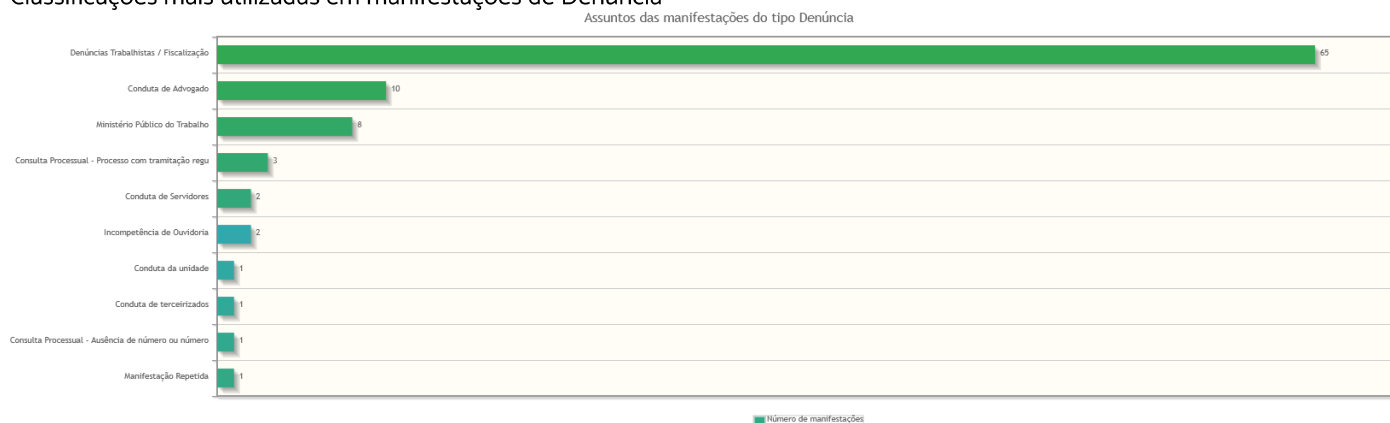 Classificações mais utilizadas em manifestações de Denúncia
Assuntos das manifestações do tipo Denúncia
Denúncias Trabalhistas / Fiscalização
65
Conduta de Advogado
10
Ministério Público do Trabalho
8
Consulta Processual - Processo com tramitação regu
3
Conduta de Servidores
2
Incompetência de Ouvidoria
2
Conduta da unidade
1
Conduta de terceirizados
1
Consulta Processual - Ausência de número ou número
1
Manifestação Repetida
1
Número de manifestações